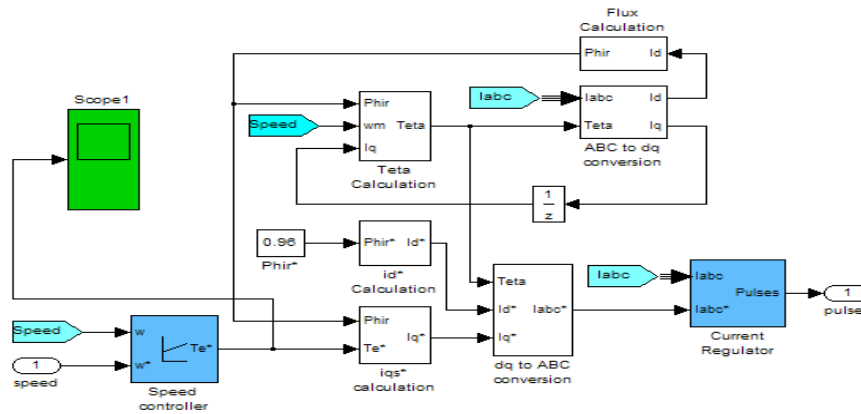 Flux
Calculation
Phir Id
Scope1
Iabc
Iabc Id
Teta Iq
ABC to dq
conversion
Phir
Speed
wm Teta
Iq
Teta
Calculation
1
z
0.96
Phir*
Phir* Id*
id*
Calculation
Teta
Id* Iabc*
Iq*
dq to ABC
conversion
Iabc
Iabc
Pulses
Iabc*
Current
Regulator
1
pulse
Phir
Iq*
Te*
iqs*
calculation
Speed
w
Te*
w*
1
speed
Speed
controller